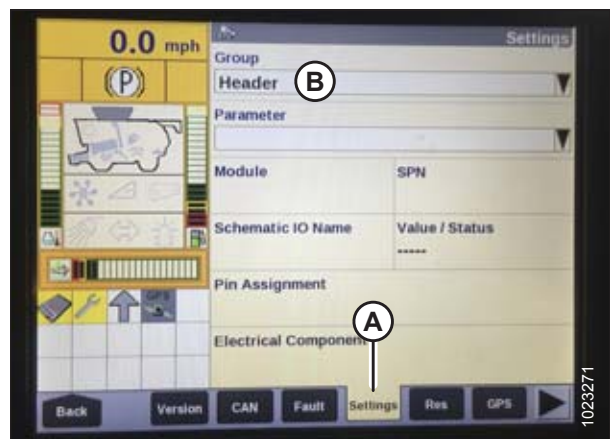 0.0 mph
(P)
Settings
Group
Header
B
Parameter
Module
SPN
Schematic IO Name
Value / Status
-----
Pin Assignment
GPS
A
Electrical Component
Back
Version
CAN
Fault
Settings
Res
GPS
1023271